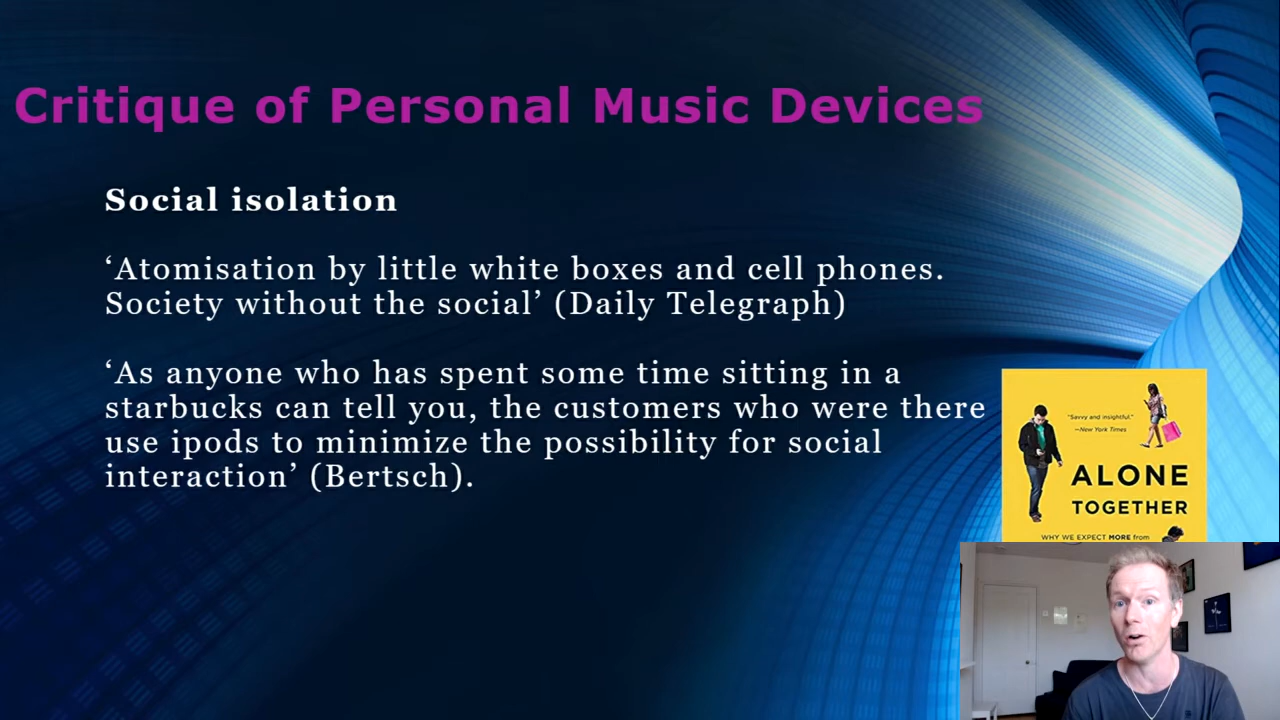 Critique of Personal Music Devices
Social isolation
‘Atomisation by little white boxes and cell phones.
Society without the social’ (Daily Telegraph)
‘As anyone who has spent some time sitting in a
starbucks can tell you, the customers who were there
use ipods to minimize the possibility for social
interaction’ (Bertsch).
"Savvy and insightful."
—New York Times
ALONE
TOGETHER
WHY WE EXPECT MORE from